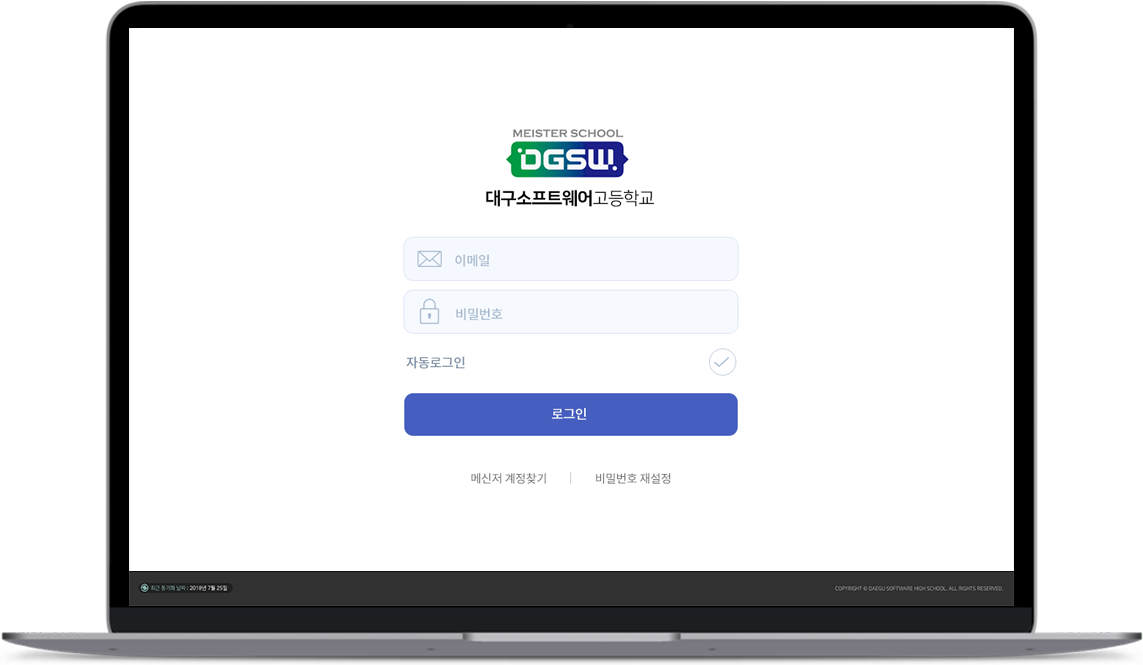 MEISTER SCHOOL
DGSW
대구소프트웨어고등학교
이메일
비밀번호
자동로그인
로그인
메신저 계정찾기
비밀번호 재설정
최근 동기화 날짜 : 2018년 7월 25일
COPYRIGHT © DAEGU SOFTWARE HIGH SCHOOL. ALL RIGHTS RESERVED.